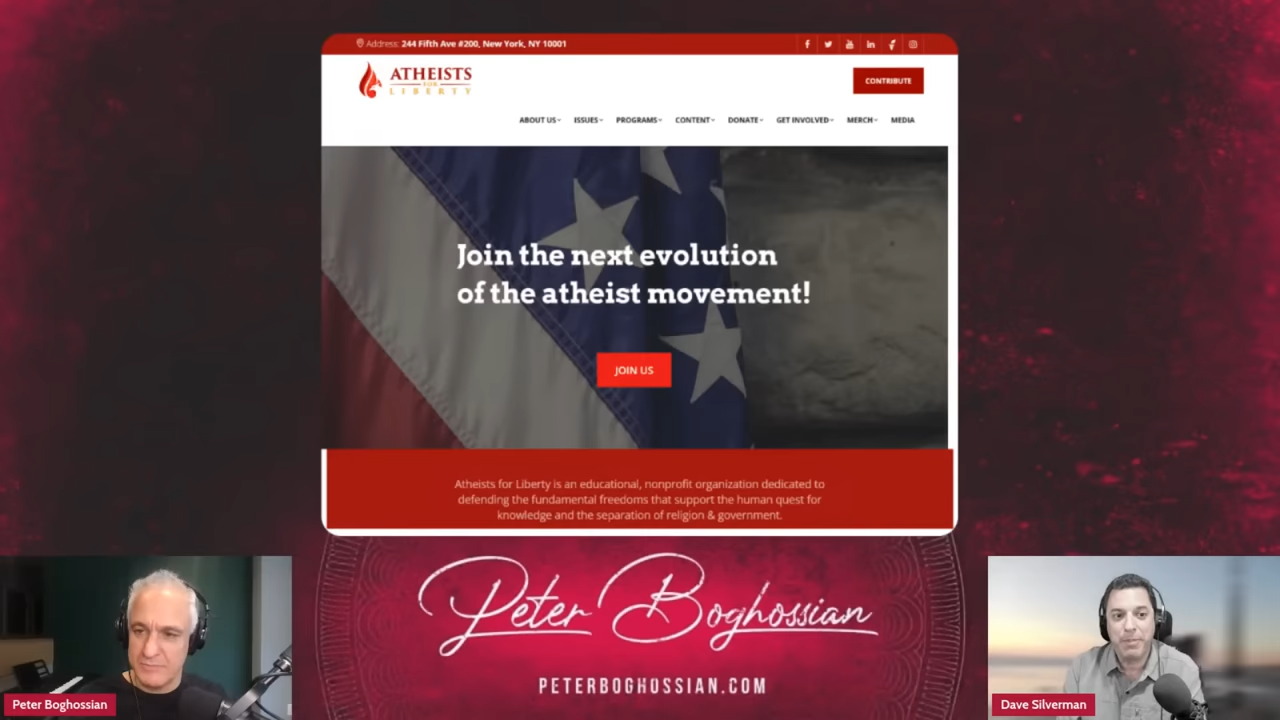 Address: 244 Fifth Ave #200, New York, NY 10001
ATHEISTS
FOR
LIBERTY
CONTRIBUTE
ABOUT US
ISSUES
PROGRAMS
CONTENT
DONATE
GET INVOLVED
MERCH
MEDIA
Join the next evolution
of the atheist movement!
JOIN US
Atheists for Liberty is an educational, nonprofit organization dedicated to
defending the fundamental freedoms that support the human quest for
knowledge and the separation of religion & government.
Peter Boghossian
PETERBOGHOSSIAN.COM
Peter Boghossian
Dave Silverman